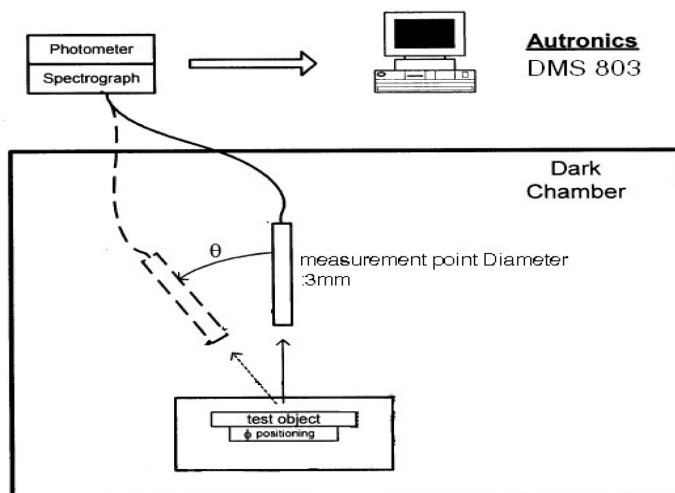 Photometer
Spectrograph
Autronics
DMS 803
Dark
Chamber
θ
measurement point Diameter
:3mm
test object
ϕ positioning